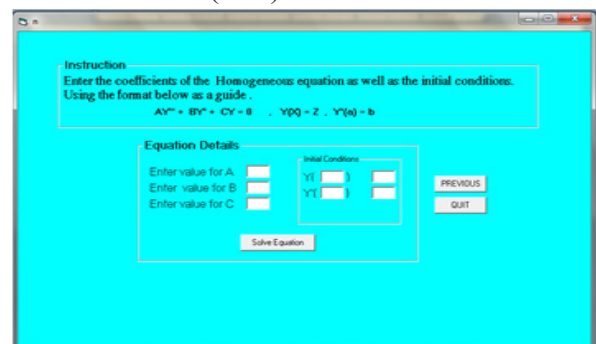 n
Instruction
Enter the coefficients of the Homogeneous equation as well as the initial conditions.
Using the format below as a guide .
AY'' + BY' + CY = 0 , Y(X) = Z , Y'(a) = b
Equation Details
Initial Conditions
Enter value for A
Y( )
Enter value for B
Y'( )
Enter value for C
PREVIOUS
QUIT
Solve Equation